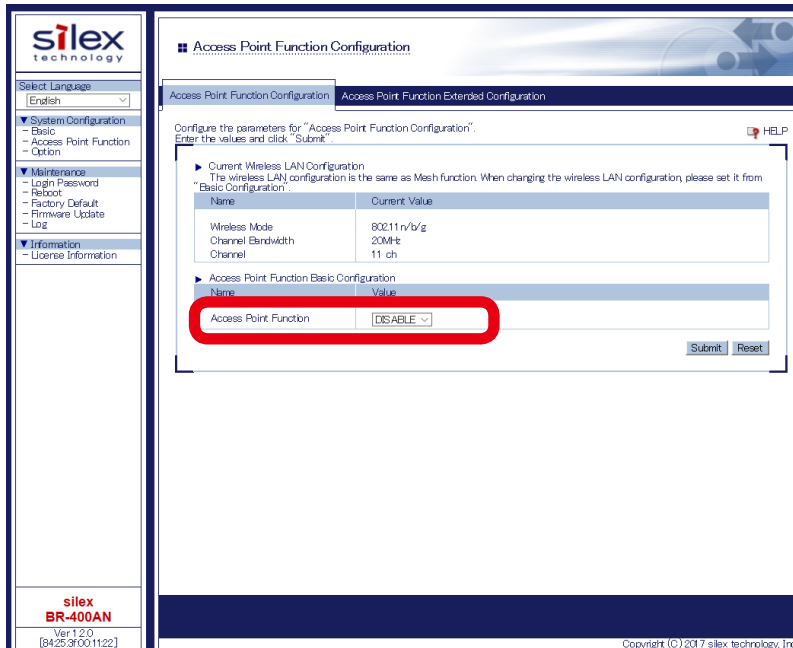 silex
technology
Select Language
English
▼ System Configuration
- Basic
- Access Point Function
- Option
▼ Maintenance
- Login Password
- Reboot
- Factory Default
- Firmware Update
- Log
▼ Information
- License Information
silex
BR-400AN
Ver 1.2.0
[84:25:3f:00:11:22]
Access Point Function Configuration
Access Point Function Configuration Access Point Function Extended Configuration
Configure the parameters for "Access Point Function Configuration".
Enter the values and click "Submit".
HELP
Current Wireless LAN Configuration
The wireless LAN configuration is the same as Mesh function. When changing the wireless LAN configuration, please set it from
"Basic Configuration".
Name Current Value
Wireless Mode 802.11 n/b/g
Channel Bandwidth 20MHz
Channel 11 ch
Access Point Function Basic Configuration
Name Value
Access Point Function DISABLE
Submit Reset
Copyright (C) 2017 silex technology, Inc